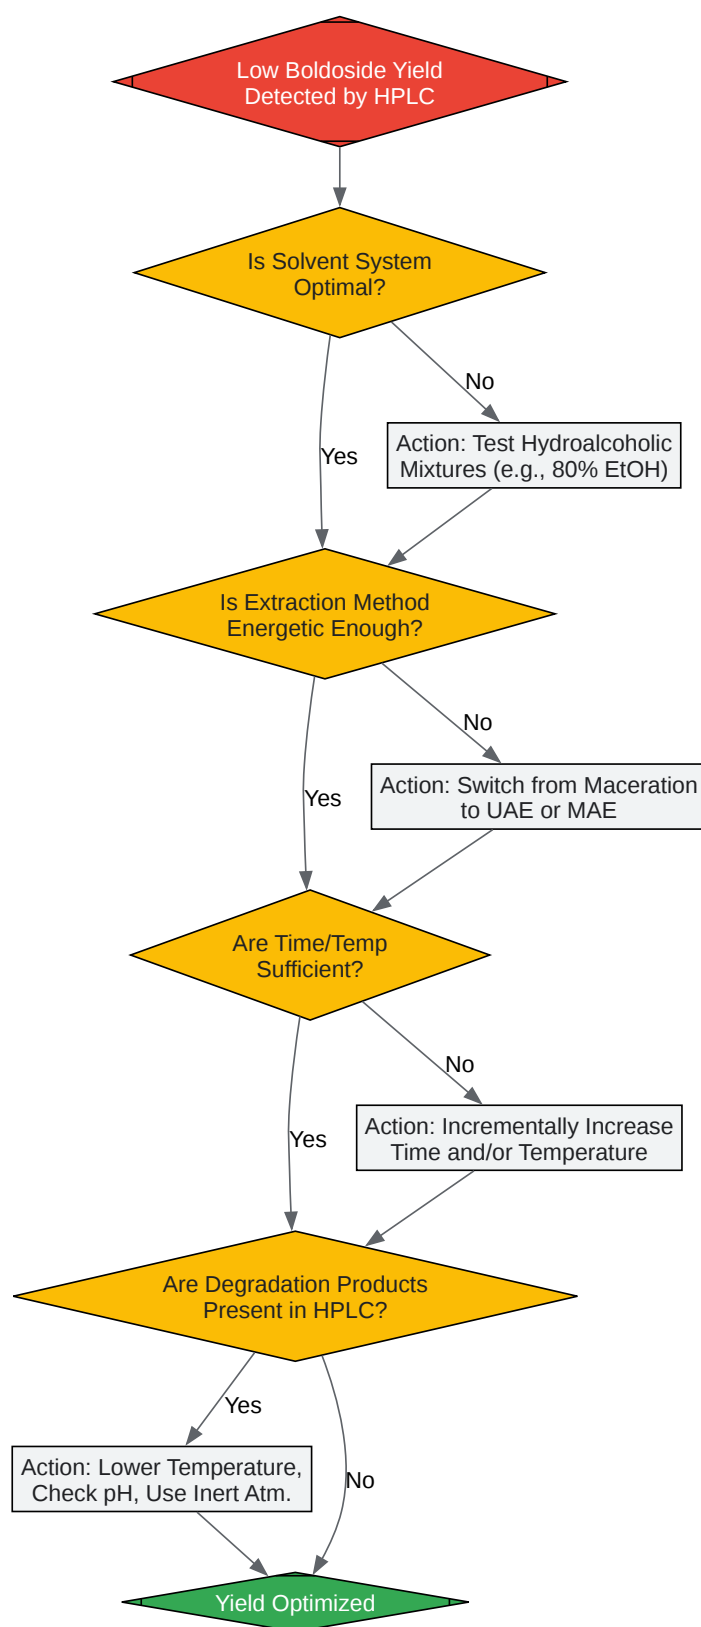 Low Boldoside Yield
Detected by HPLC
Is Solvent System
Optimal?
No
Action: Test Hydroalcoholic
Mixtures (e.g., 80% EtOH)
Yes
Is Extraction Method
Energetic Enough?
No
Action: Switch from Maceration
to UAE or MAE
Yes
Are Time/Temp
Sufficient?
No
Action: Incrementally Increase
Time and/or Temperature
Yes
Are Degradation Products
Present in HPLC?
Yes
Action: Lower Temperature,
Check pH, Use Inert Atm.
No
Yield Optimized